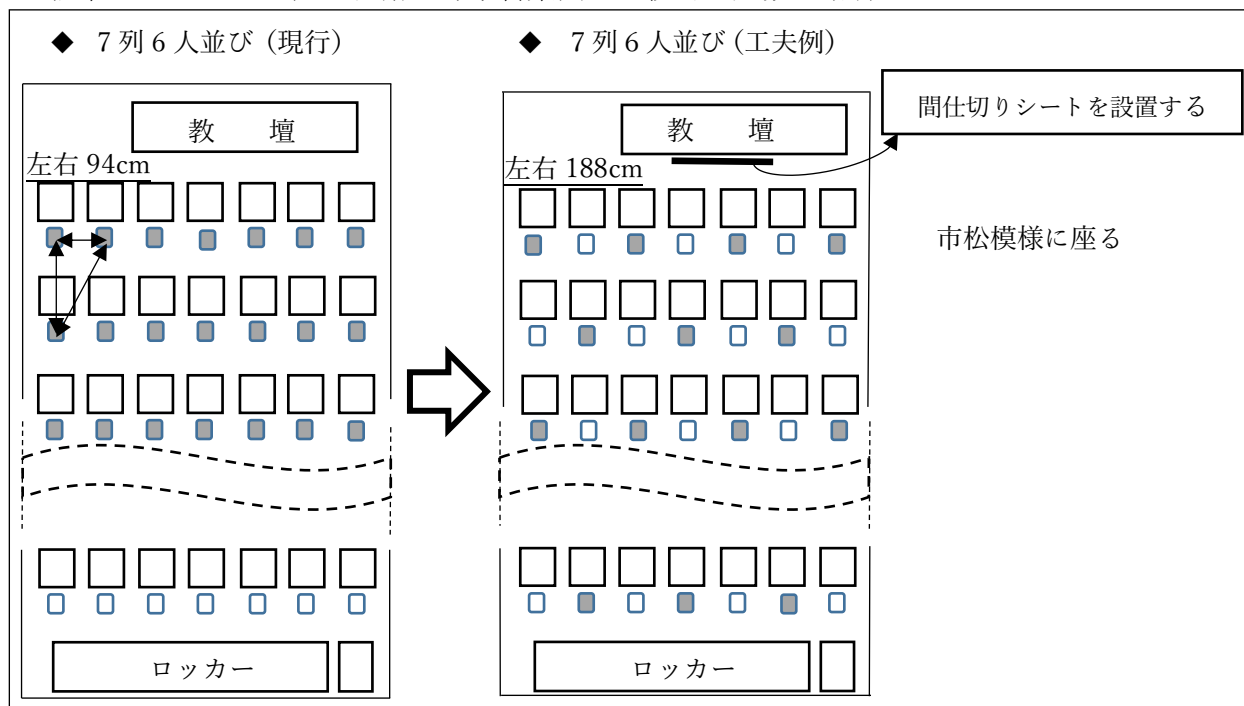 ◆ 7列6人並び（現行）
◆ 7列6人並び（工夫例）
教 壇
左右 94cm
ロッカー
教 壇
間仕切りシートを設置する
左右 188cm
市松模様に座る
ロッカー